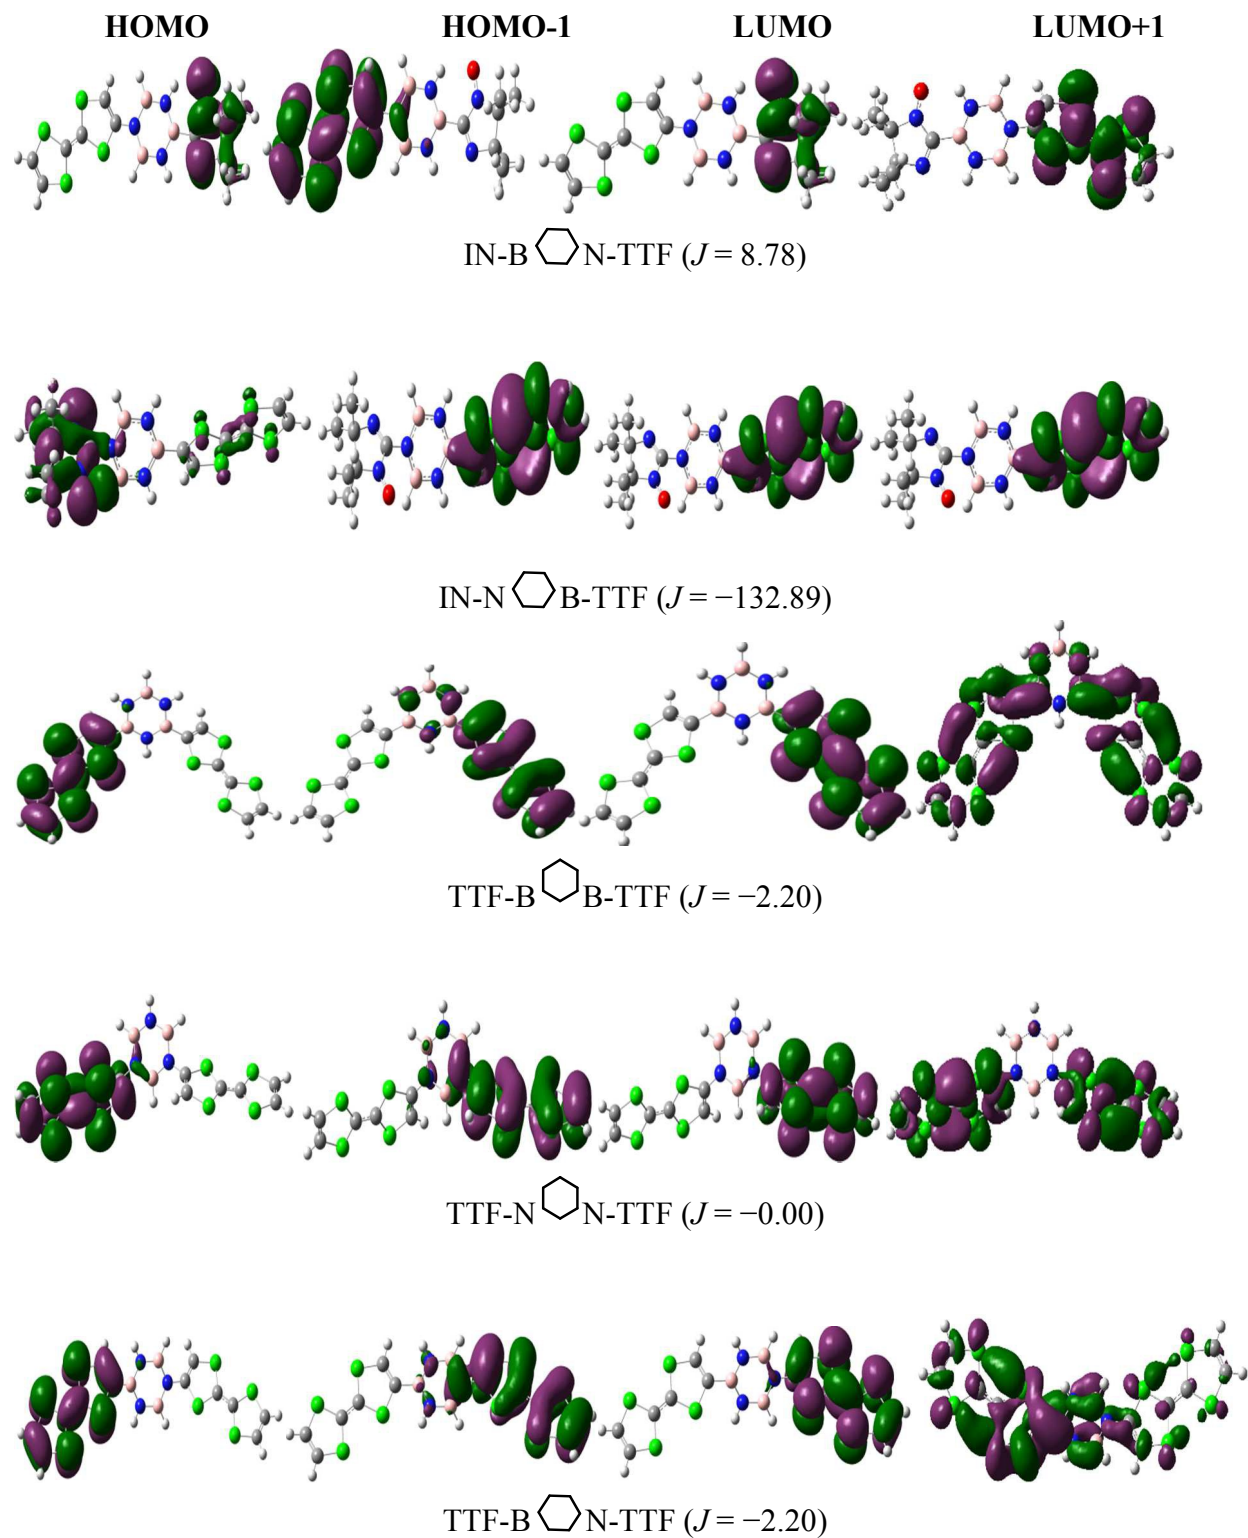 HOMO HOMO-1 LUMO LUMO+1
IN-B N-TTF (J = 8.78)
IN-N B-TTF (J = −132.89)
TTF-B B-TTF (J = −2.20)
TTF-N N-TTF (J = −0.00)
TTF-B N-TTF (J = −2.20)